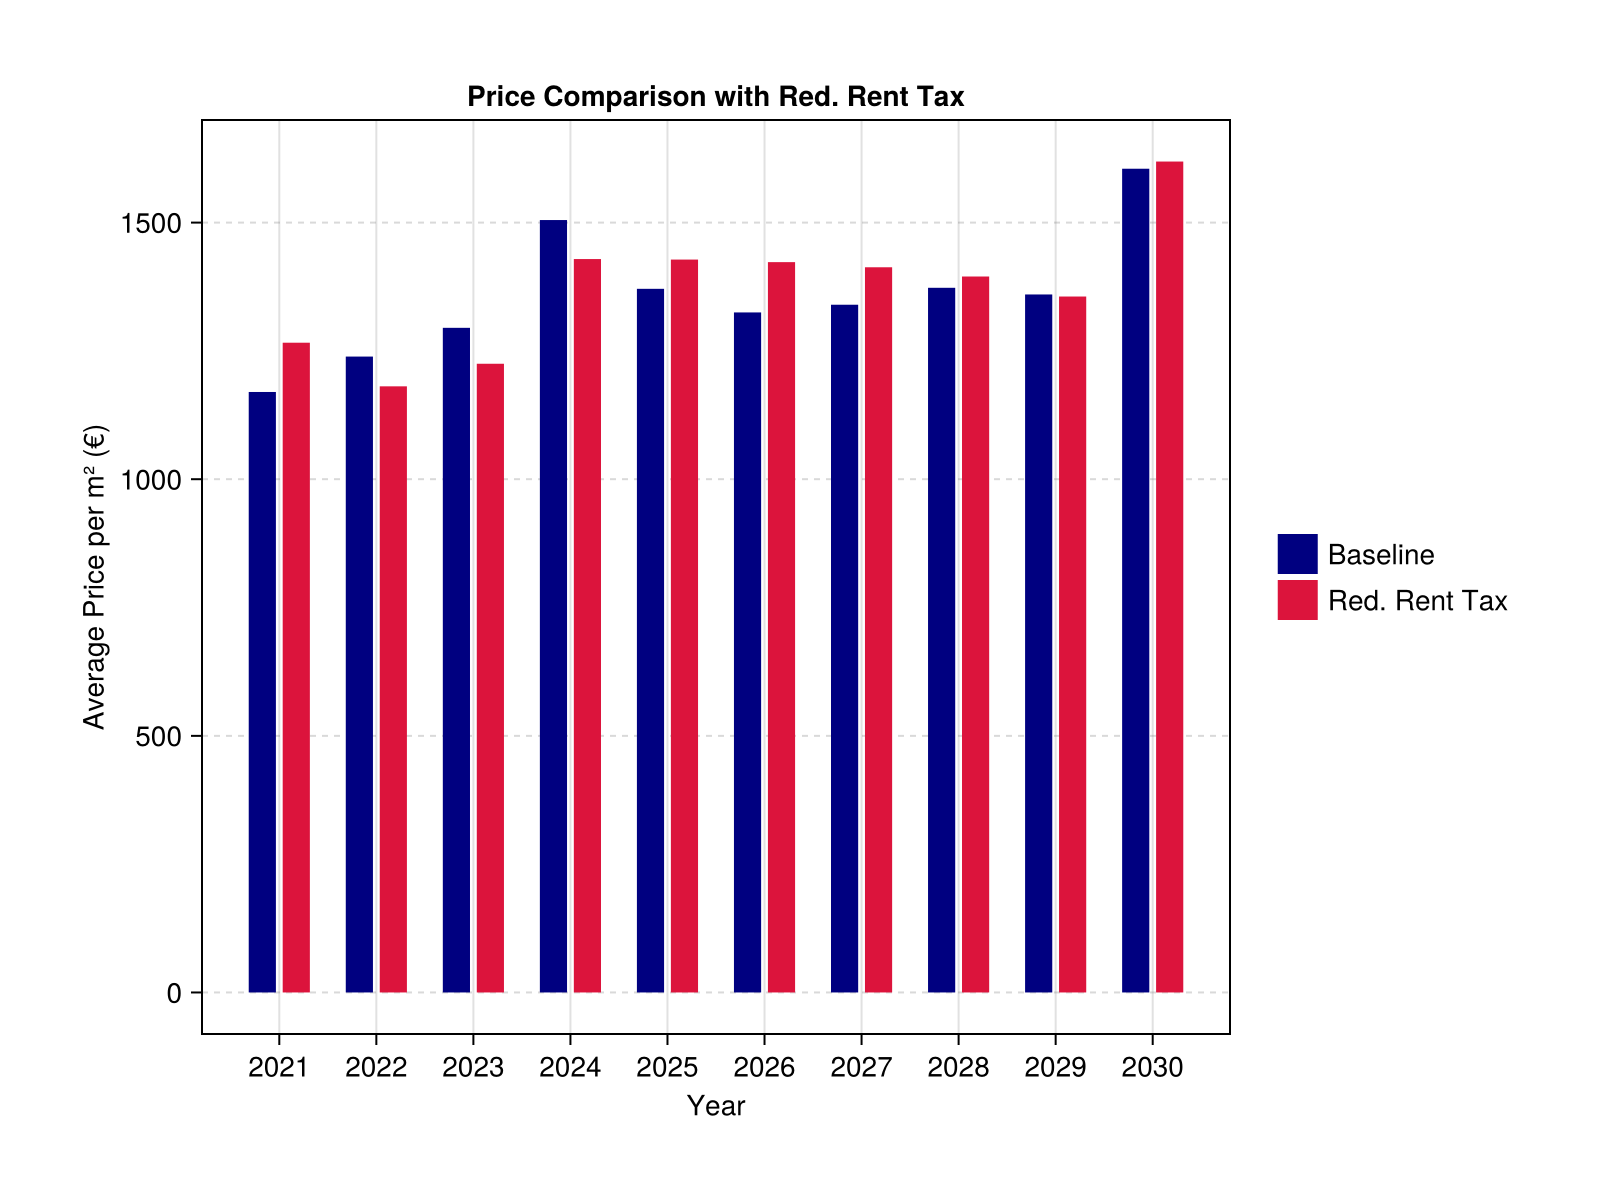 Price Comparison with Red. Rent Tax
1500
1000
500
0
Average Price per m² (€)
2021 2022 2023 2024 2025 2026 2027 2028 2029 2030
Year
Baseline
Red. Rent Tax